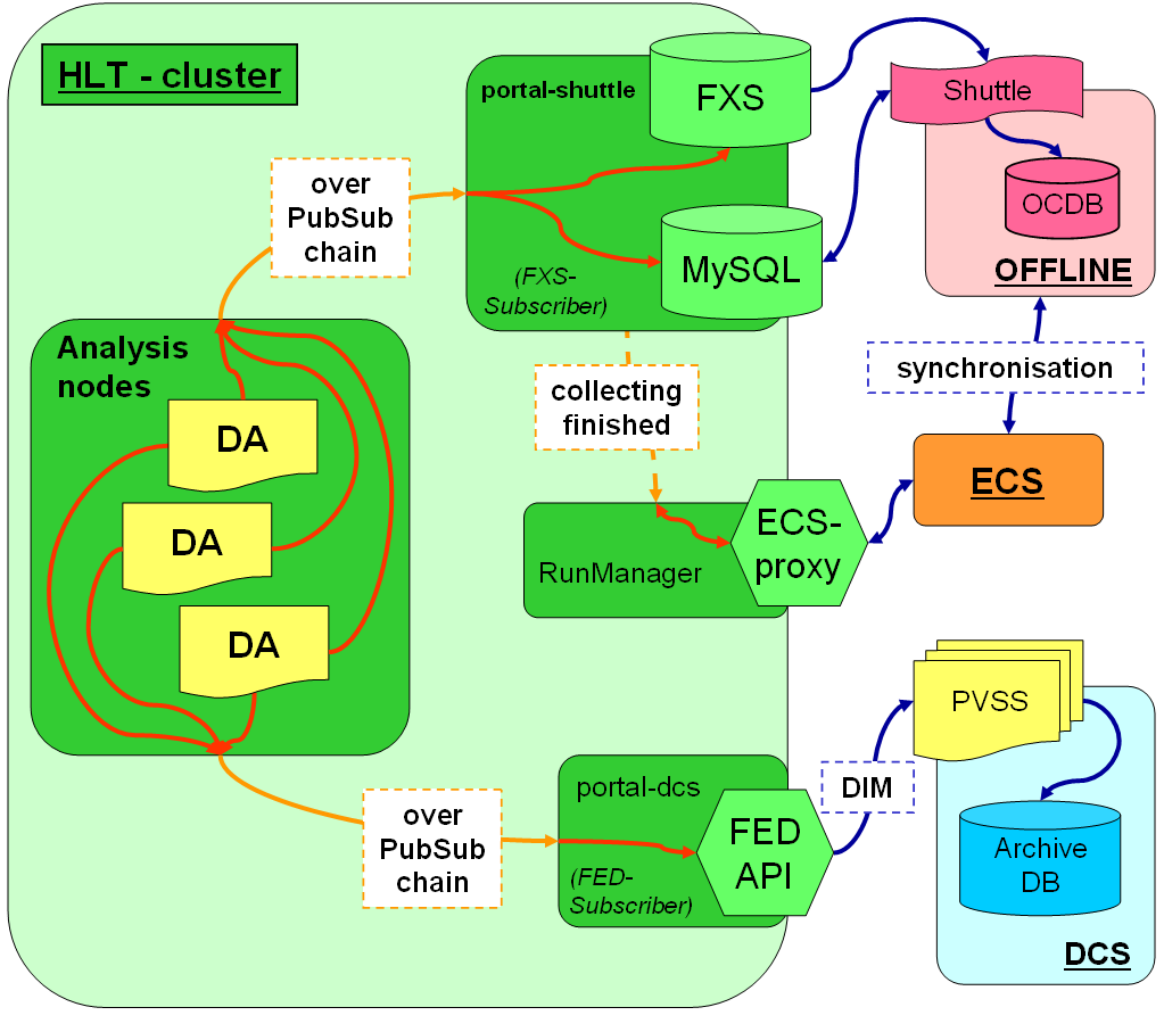 HLT - cluster
portal-shuttle
FXS
MySQL
(FXS-
Subscriber)
Shuttle
OCDB
OFFLINE
over
PubSub
chain
Analysis
nodes
DA
DA
DA
collecting
finished
synchronisation
ECS
RunManager
ECS-
proxy
over
PubSub
chain
portal-dcs
(FED-
Subscriber)
FED
API
DIM
PVSS
Archive
DB
DCS